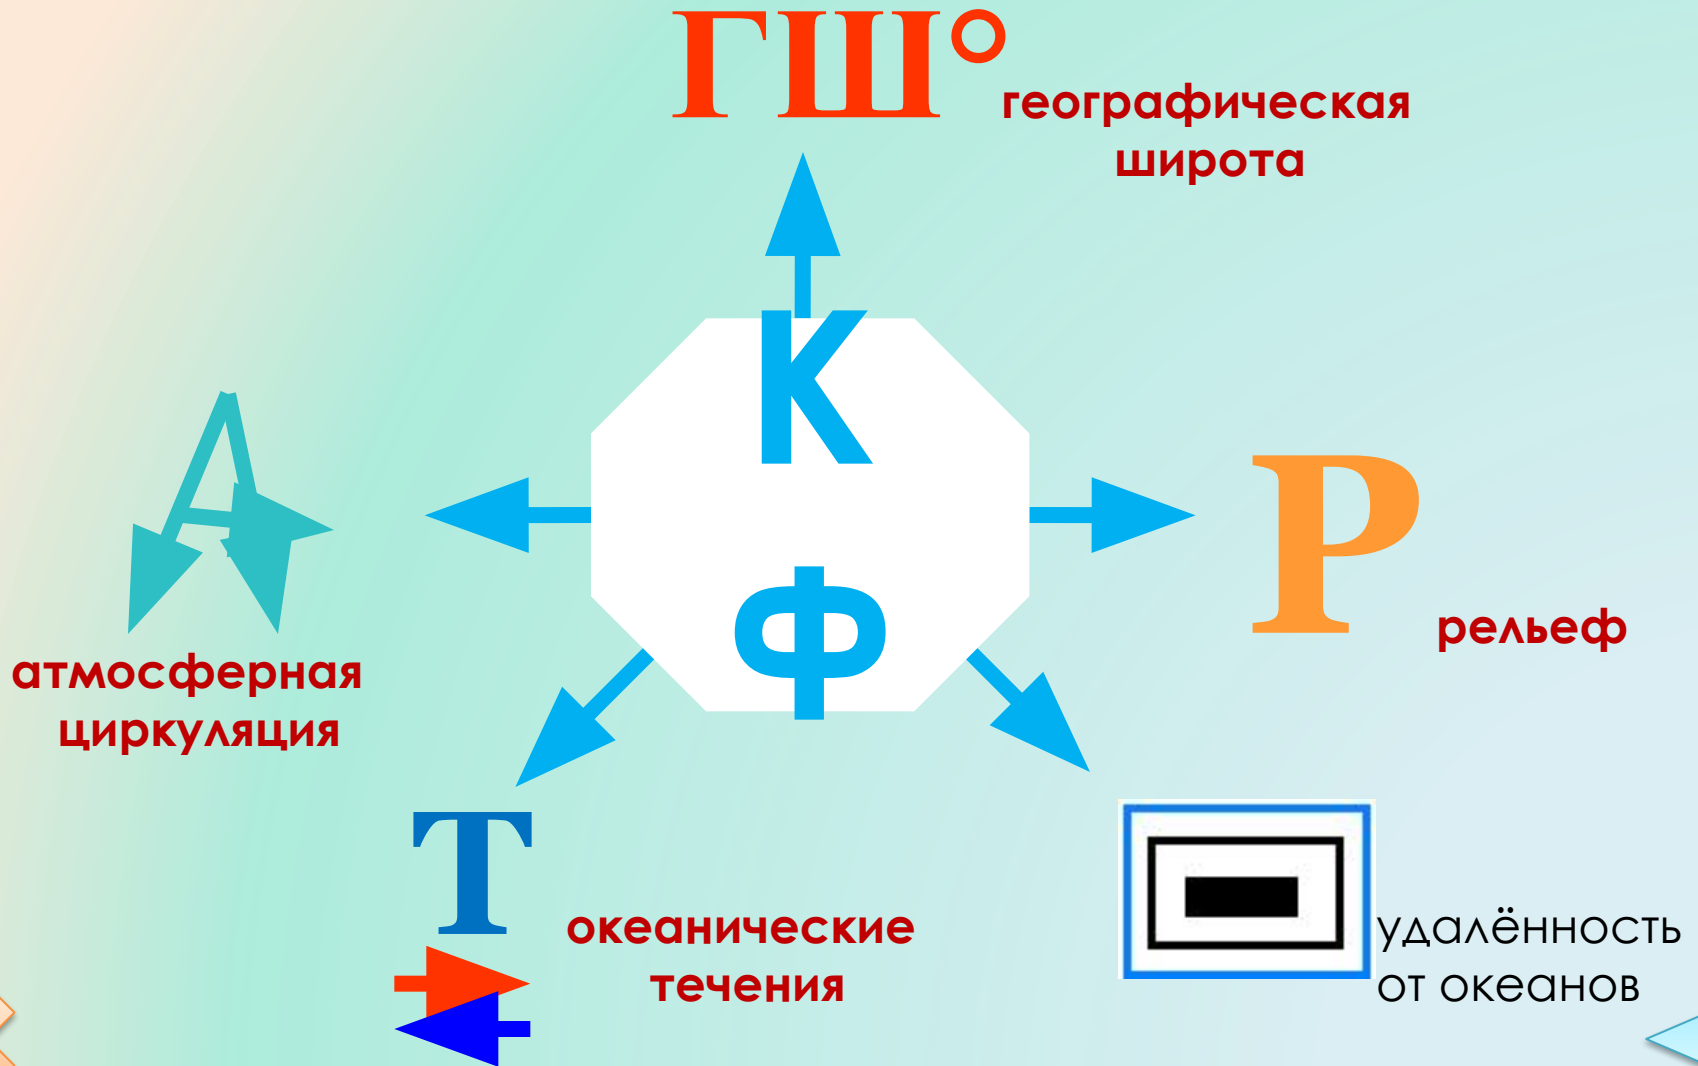 ГШ°
географическая
широта
К
Ф
А
атмосферная
циркуляция
Р
рельеф
Т
океанические
течения
удалённость
от океанов